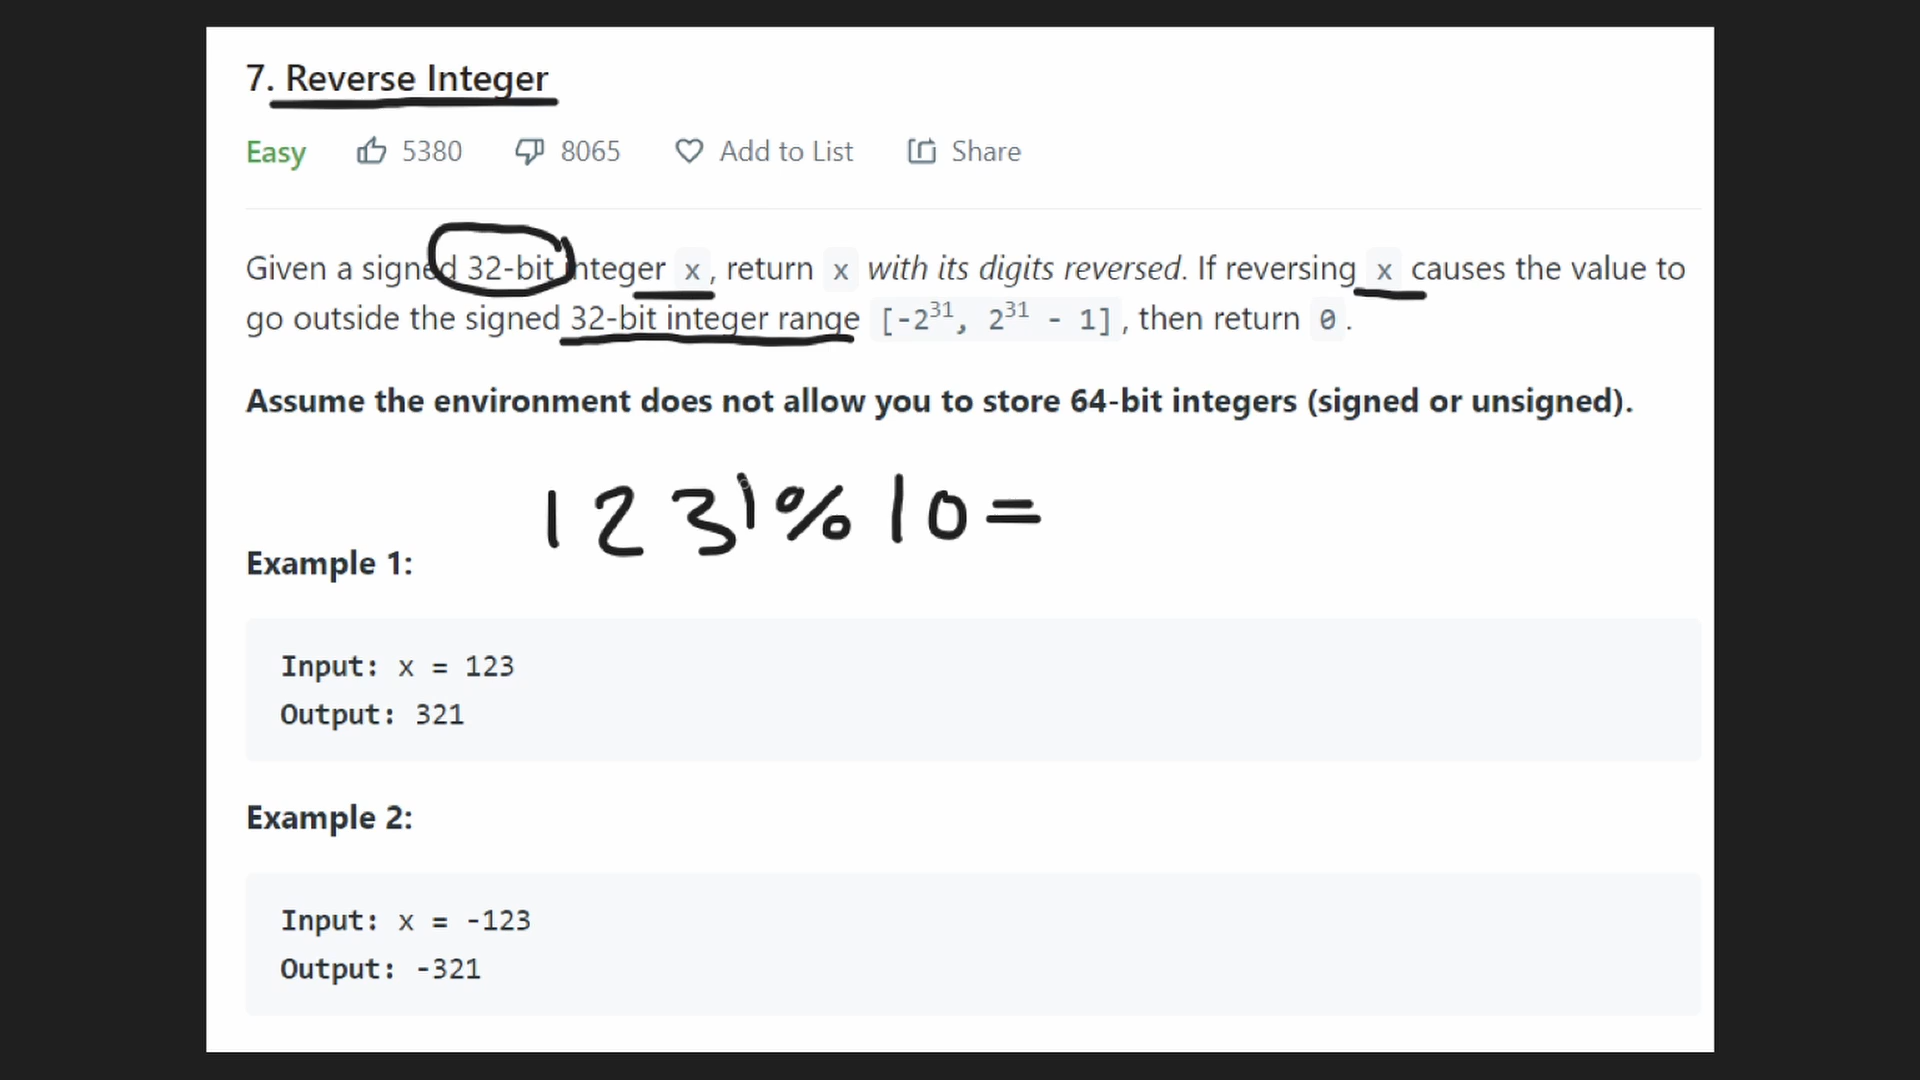 7. Reverse Integer
Easy 5380 8065 Add to List Share
Given a signed 32-bit integer x, return x with its digits reversed. If reversing x causes the value to
go outside the signed 32-bit integer range [-2³¹, 2³¹ - 1], then return 0.
Assume the environment does not allow you to store 64-bit integers (signed or unsigned).
1231%10=
Example 1:
Input: x = 123
Output: 321
Example 2:
Input: x = -123
Output: -321